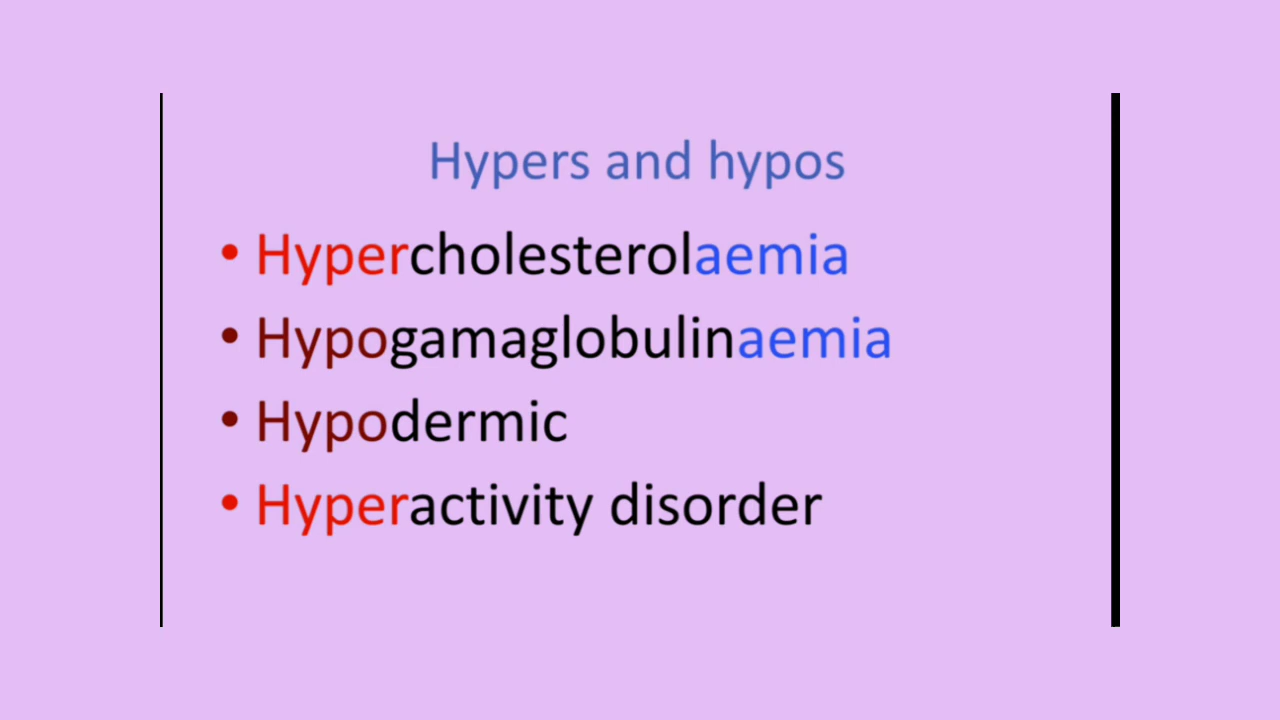 Hypers and hypos
• Hypercholesterolaemia
• Hypogamaglobulinaemia
• Hypodermic
• Hyperactivity disorder